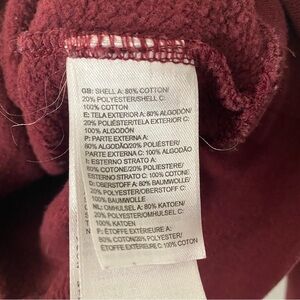 GB: SHELL A: 80% COTTON/
20% POLYESTER/SHELL C:
100% COTTON
E: TELA EXTERIOR A: 80% ALGODÓN/
20% POLIÉSTER/TELA EXTERIOR C:
100% ALGODÓN
P: PARTE EXTERNA A:
80% ALGODÃO/20% POLIÉSTER/
PARTE EXTERNA C: 100% ALGODÃO
I: ESTERNO STRATO A:
80% COTONE/20% POLIESTERE/
ESTERNO STRATO C: 100% COTONE
D: OBERSTOFF A: 80% BAUMWOLLE
20% POLYESTER/OBERSTOFF C:
100% BAUMWOLLE
NL: OMHULSEL A: 80% KATOEN/
20% POLYESTER/OMHULSEL C:
100% KATOEN
F: ÉTOFFE EXTÉRIEURE A:
80% COTON/20% POLYESTER/
ÉTOFFE EXTÉRIEURE C: 100% COTON